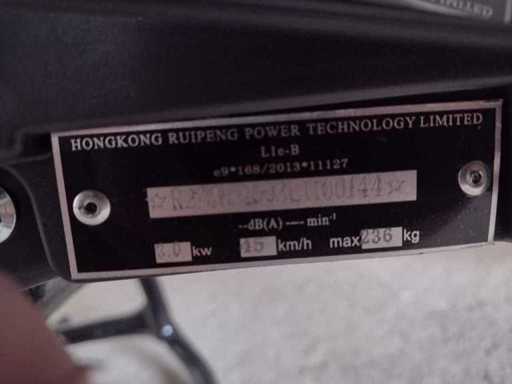 HONGKONG RUIPENG POWER TECHNOLOGY LIMITED
L1e-B
e9*168/2013*11127
--dB(A) ---- min⁻¹
kw 45 km/h max 236 kg